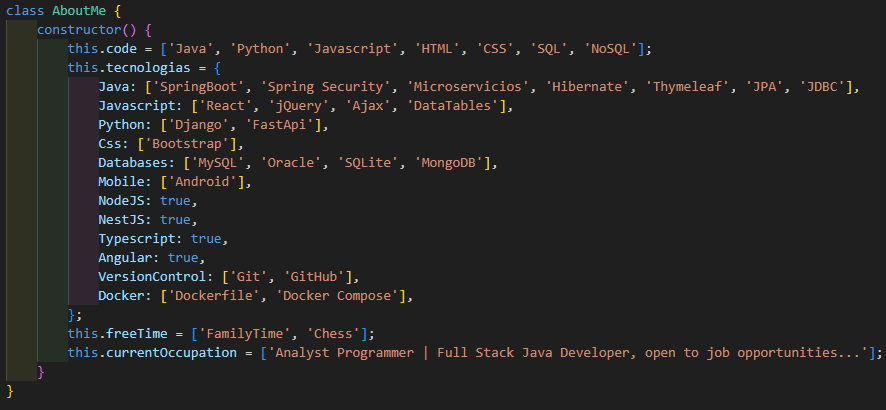 class AboutMe {
constructor() {
this.code = ['Java', 'Python', 'Javascript', 'HTML', 'CSS', 'SQL', 'NoSQL'];
this.tecnologias = {
Java: ['SpringBoot', 'Spring Security', 'Microservicios', 'Hibernate', 'Thymeleaf', 'JPA', 'JDBC'],
Javascript: ['React', 'jQuery', 'Ajax', 'DataTables'],
Python: ['Django', 'FastApi'],
Css: ['Bootstrap'],
Databases: ['MySQL', 'Oracle', 'SQLite', 'MongoDB'],
Mobile: ['Android'],
NodeJS: true,
NestJS: true,
Typescript: true,
Angular: true,
VersionControl: ['Git', 'GitHub'],
Docker: ['Dockerfile', 'Docker Compose'],
};
this.freeTime = ['FamilyTime', 'Chess'];
this.currentOccupation = ['Analyst Programmer | Full Stack Java Developer, open to job opportunities...'];
}
}